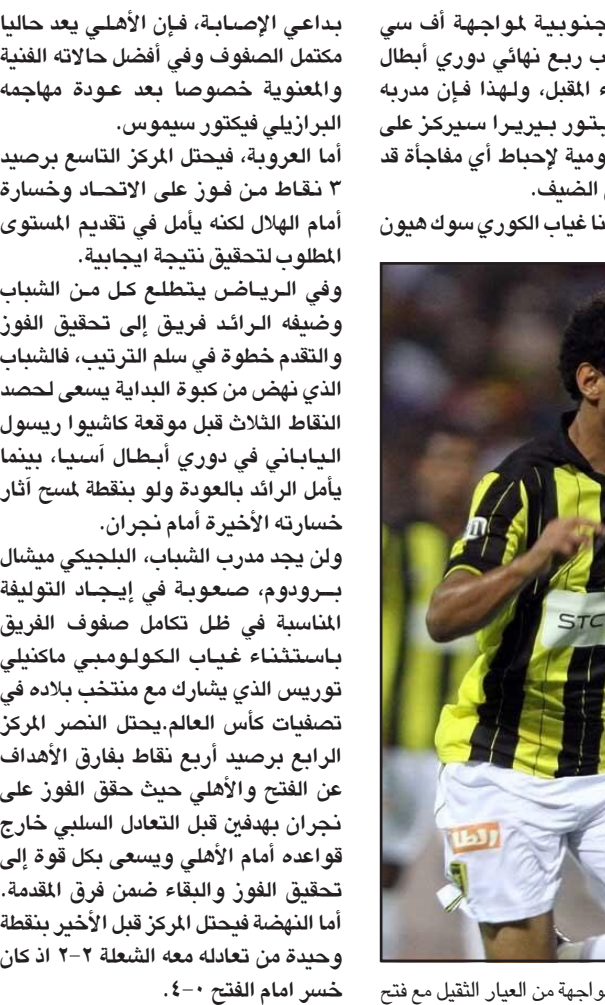 جنوبية لمواجهة أف سي
ب ربع نهائي دوري أبطال
ء المقبل، ولهذا فإن مدربه
يتور بيريرا سيركز على
ومية لإحباط أي مفاجأة قد
الضيف.
نا غياب الكوري سوك هيون
STC
واجهة من العيار الثقيل مع فتح
بداعي الإصابة، فإن الأهلي يعد حاليا
مكتمل الصفوف وفي أفضل حالاته الفنية
والمعنوية خصوصا بعد عودة مهاجمه
البرازيلي فيكتور سيموس.
أما العروبة، فيحتل المركز التاسع برصيد
٣ نقاط من فوز على الاتحاد وخسارة
أمام الهلال لكنه يأمل في تقديم المستوى
المطلوب لتحقيق نتيجة ايجابية.
وفي الرياض يتطلع كل من الشباب
وضيفه الرائد فريق إلى تحقيق الفوز
والتقدم خطوة في سلم الترتيب، فالشباب
الذي نهض من كبوة البداية يسعى لحصد
النقاط الثلاث قبل موقعة كاشيوا ريسول
الياباني في دوري أبطال آسيا، بينما
يأمل الرائد بالعودة ولو بنقطة لمسح آثار
خسارته الأخيرة أمام نجران.
ولن يجد مدرب الشباب، البلجيكي ميشال
برودوم، صعوبة في إيجاد التوليفة
المناسبة في ظل تكامل صفوف الفريق
باستثناء غياب الكولومبي ماكنيلي
توريس الذي يشارك مع منتخب بلاده في
تصفيات كأس العالم.يحتل النصر المركز
الرابع برصيد أربع نقاط بفارق الأهداف
عن الفتح والأهلي حيث حقق الفوز على
نجران بهدفين قبل التعادل السلبي خارج
قواعده أمام الأهلي ويسعى بكل قوة إلى
تحقيق الفوز والبقاء ضمن فرق المقدمة.
أما النهضة فيحتل المركز قبل الأخير بنقطة
وحيدة من تعادله معه الشعلة ٢-٢ اذ كان
خسر امام الفتح ٠-٤.